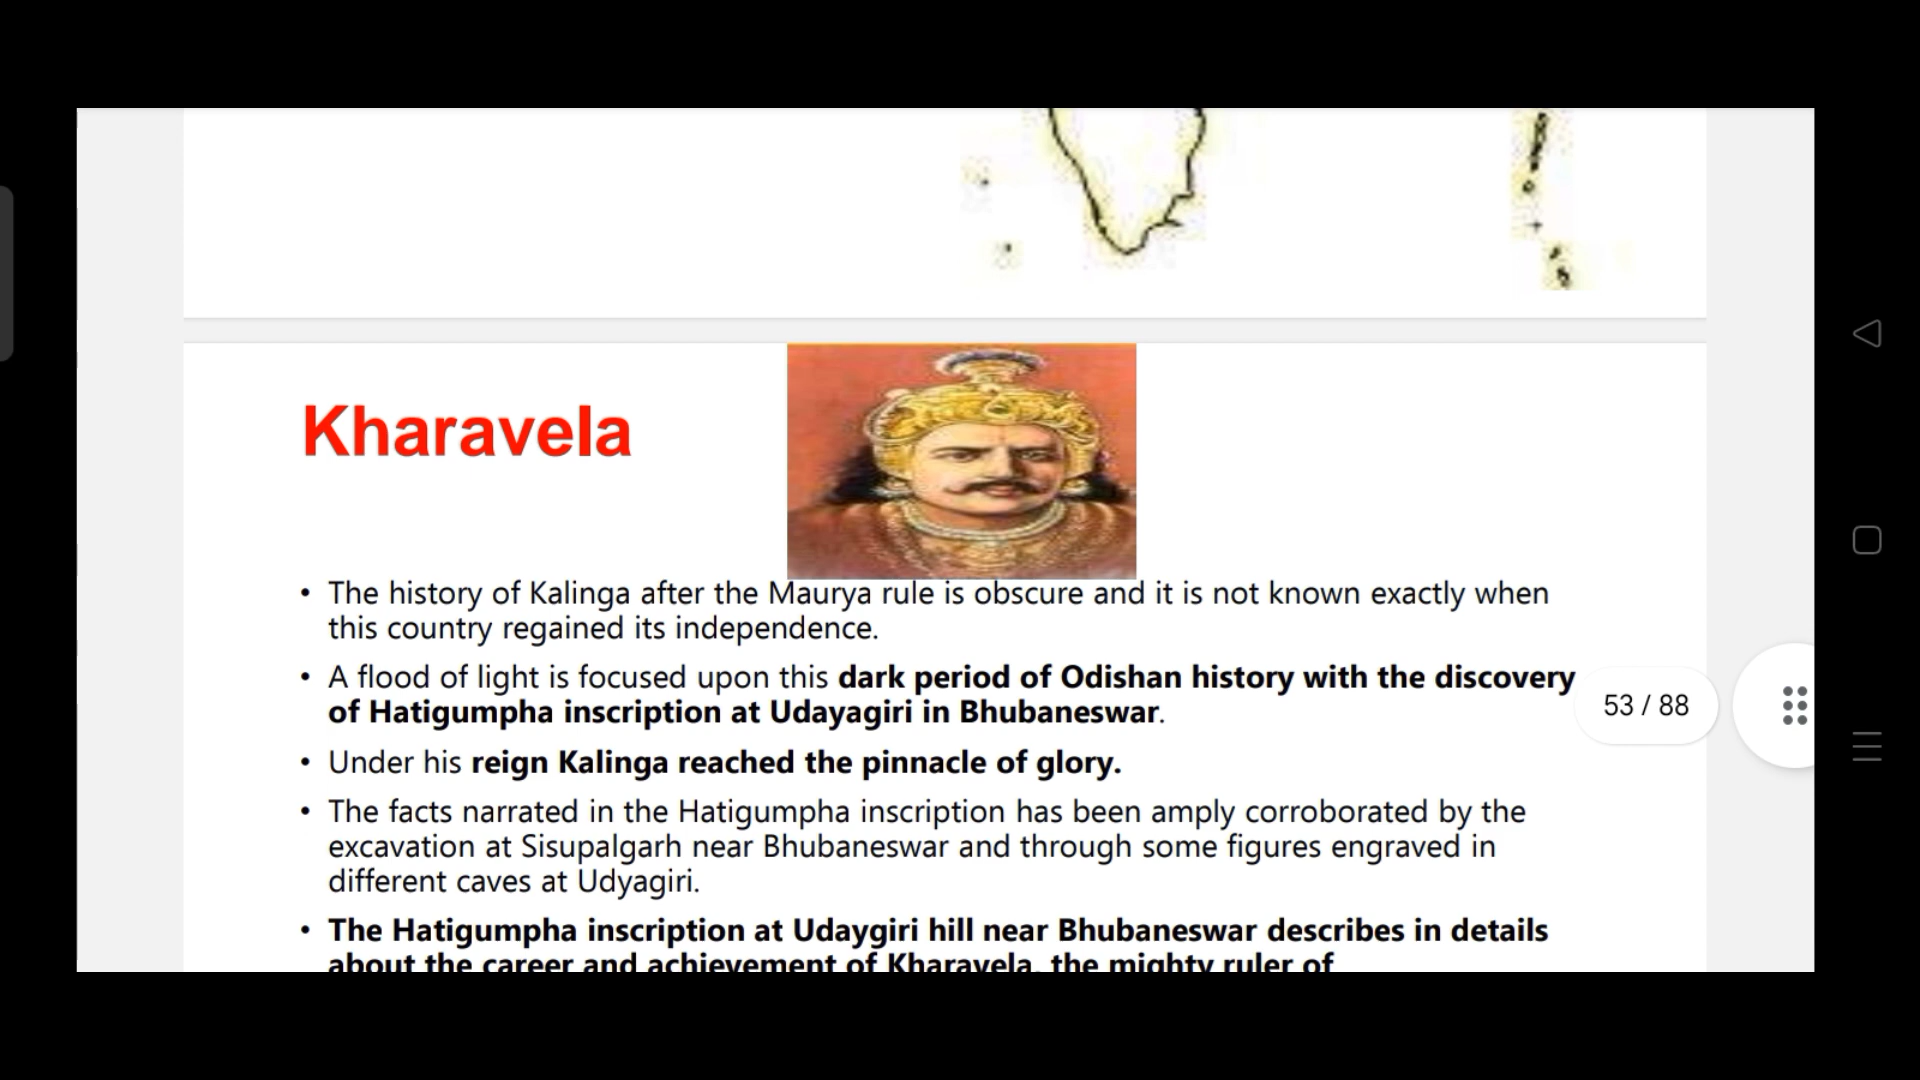 Kharavela
• The history of Kalinga after the Maurya rule is obscure and it is not known exactly when
this country regained its independence.
• A flood of light is focused upon this dark period of Odishan history with the discovery
of Hatigumpha inscription at Udayagiri in Bhubaneswar.
53 / 88
• Under his reign Kalinga reached the pinnacle of glory.
• The facts narrated in the Hatigumpha inscription has been amply corroborated by the
excavation at Sisupalgarh near Bhubaneswar and through some figures engraved in
different caves at Udyagiri.
• The Hatigumpha inscription at Udaygiri hill near Bhubaneswar describes in details
about the career and achievement of Kharavela, the mighty ruler of